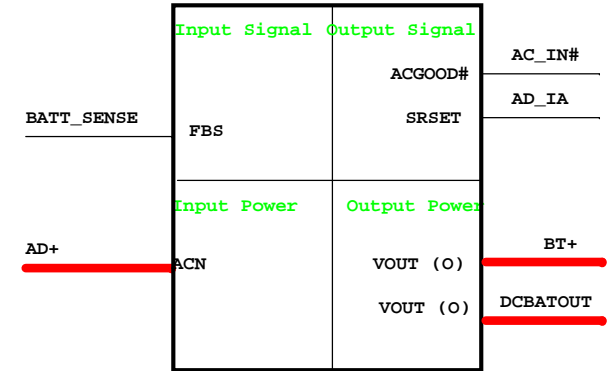 Input Signal Output Signal
AC_IN#
ACGOOD#
AD_IA
BATT_SENSE
SRSET
FBS
Input Power Output Power
AD+
BT+
ACN
VOUT (O)
DCBATOUT
VOUT (O)